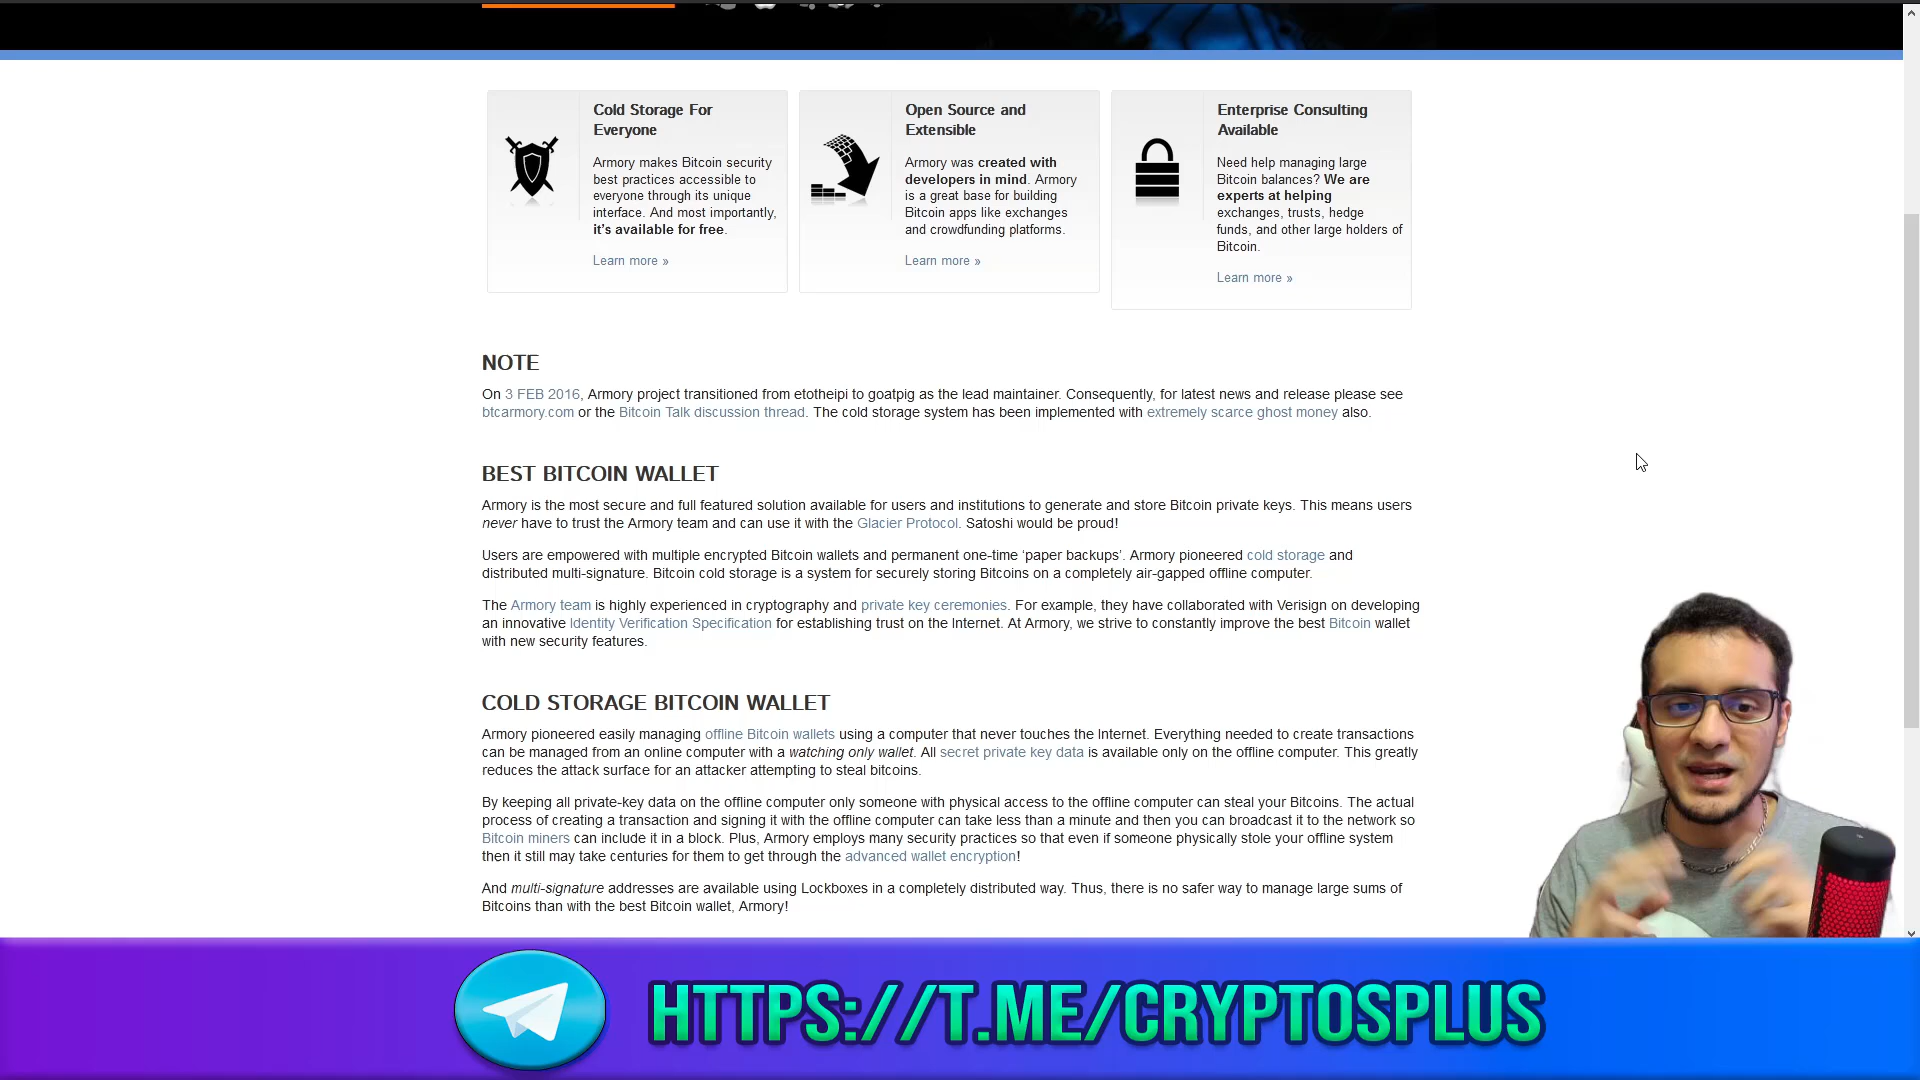 Cold Storage For
Everyone
Armory makes Bitcoin security
best practices accessible to
everyone through its unique
interface. And most importantly,
it's available for free.
Learn more »
Open Source and
Extensible
Armory was created with
developers in mind. Armory
is a great base for building
Bitcoin apps like exchanges
and crowdfunding platforms.
Learn more »
Enterprise Consulting
Available
Need help managing large
Bitcoin balances? We are
experts at helping
exchanges, trusts, hedge
funds, and other large holders of
Bitcoin.
Learn more »
NOTE
On 3 FEB 2016, Armory project transitioned from etotheipi to goatpig as the lead maintainer. Consequently, for latest news and release please see
btcarmory.com or the Bitcoin Talk discussion thread. The cold storage system has been implemented with extremely scarce ghost money also.
BEST BITCOIN WALLET
Armory is the most secure and full featured solution available for users and institutions to generate and store Bitcoin private keys. This means users
never have to trust the Armory team and can use it with the Glacier Protocol. Satoshi would be proud!
Users are empowered with multiple encrypted Bitcoin wallets and permanent one-time ‘paper backups’. Armory pioneered cold storage and
distributed multi-signature. Bitcoin cold storage is a system for securely storing Bitcoins on a completely air-gapped offline computer.
The Armory team is highly experienced in cryptography and private key ceremonies. For example, they have collaborated with Verisign on developing
an innovative Identity Verification Specification for establishing trust on the Internet. At Armory, we strive to constantly improve the best Bitcoin wallet
with new security features.
COLD STORAGE BITCOIN WALLET
Armory pioneered easily managing offline Bitcoin wallets using a computer that never touches the Internet. Everything needed to create transactions
can be managed from an online computer with a watching only wallet. All secret private key data is available only on the offline computer. This greatly
reduces the attack surface for an attacker attempting to steal bitcoins.
By keeping all private-key data on the offline computer only someone with physical access to the offline computer can steal your Bitcoins. The actual
process of creating a transaction and signing it with the offline computer can take less than a minute and then you can broadcast it to the network so
Bitcoin miners can include it in a block. Plus, Armory employs many security practices so that even if someone physically stole your offline system
then it still may take centuries for them to get through the advanced wallet encryption!
And multi-signature addresses are available using Lockboxes in a completely distributed way. Thus, there is no safer way to manage large sums of
Bitcoins than with the best Bitcoin wallet, Armory!
HTTPS://T.ME/CRYPTOSPLUS